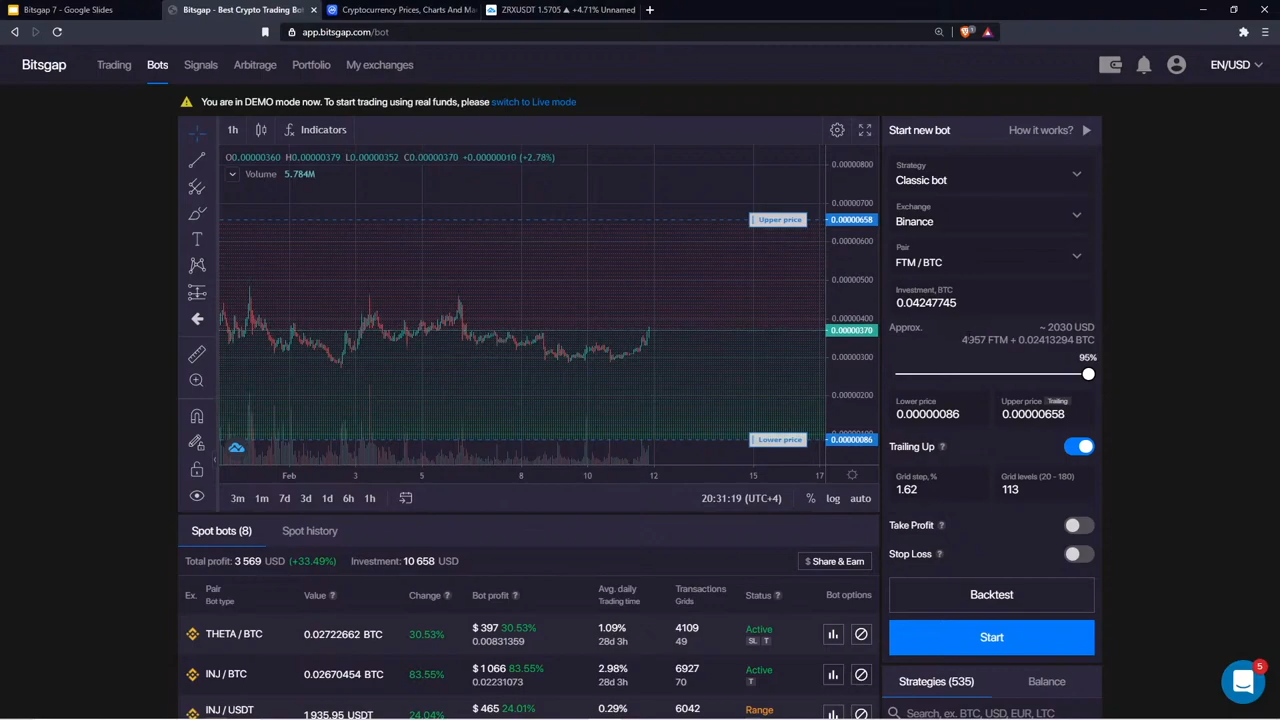 Bitsgap 7 - Google Slides
Bitsgap - Best Crypto Trading Bot
Cryptocurrency Prices, Charts And Ma
ZRXUSDT 1.5705 ▲ +4.71% Unnamed
app.bitsgap.com/bot
Bitsgap
Trading
Bots
Signals
Arbitrage
Portfolio
My exchanges
EN/USD
You are in DEMO mode now. To start trading using real funds, please switch to Live mode
1h
Indicators
O0.00000360 H0.00000379 L0.00000352 C0.00000370 +0.00000010 (+2.78%)
Volume 5.784M
0.00000800
0.00000700
Upper price 0.00000658
0.00000600
0.00000500
0.00000400
0.00000370
0.00000300
0.00000200
0.00000100
Lower price 0.00000086
Feb 3 5 8 10 12 15 17
3m 1m 7d 3d 1d 6h 1h
20:31:19 (UTC+4)
% log auto
Start new bot
How it works?
Strategy
Classic bot
Exchange
Binance
Pair
FTM / BTC
Investment, BTC
0.04247745
Approx.
~ 2030 USD
4957 FTM + 0.02413294 BTC
95%
Lower price
0.00000086
Upper price Trailing
0.00000658
Trailing Up ?
Grid step, %
1.62
Grid levels (20 - 180)
113
Take Profit ?
Stop Loss ?
Backtest
Start
Strategies (535)
Balance
Search, ex. BTC, USD, EUR, LTC
5
Spot bots (8)
Spot history
Total profit: 3 569 USD (+33.49%) Investment: 10 658 USD
$ Share & Earn
Ex. Pair Value ? Change ? Bot profit ? Avg. daily Transactions Status ? Bot options
Bot type Trading time Grids
THETA / BTC 0.02722662 BTC 30.53% $ 397 30.53% 1.09% 4109 Active
0.00831359 28d 3h 49 SL T
INJ / BTC 0.02670454 BTC 83.55% $ 1 066 83.55% 2.98% 6927 Active
0.02231073 28d 3h 70 T
INJ / USDT 1 935.95 USDT 24.04% $ 465 24.01% 0.29% 6042 Range